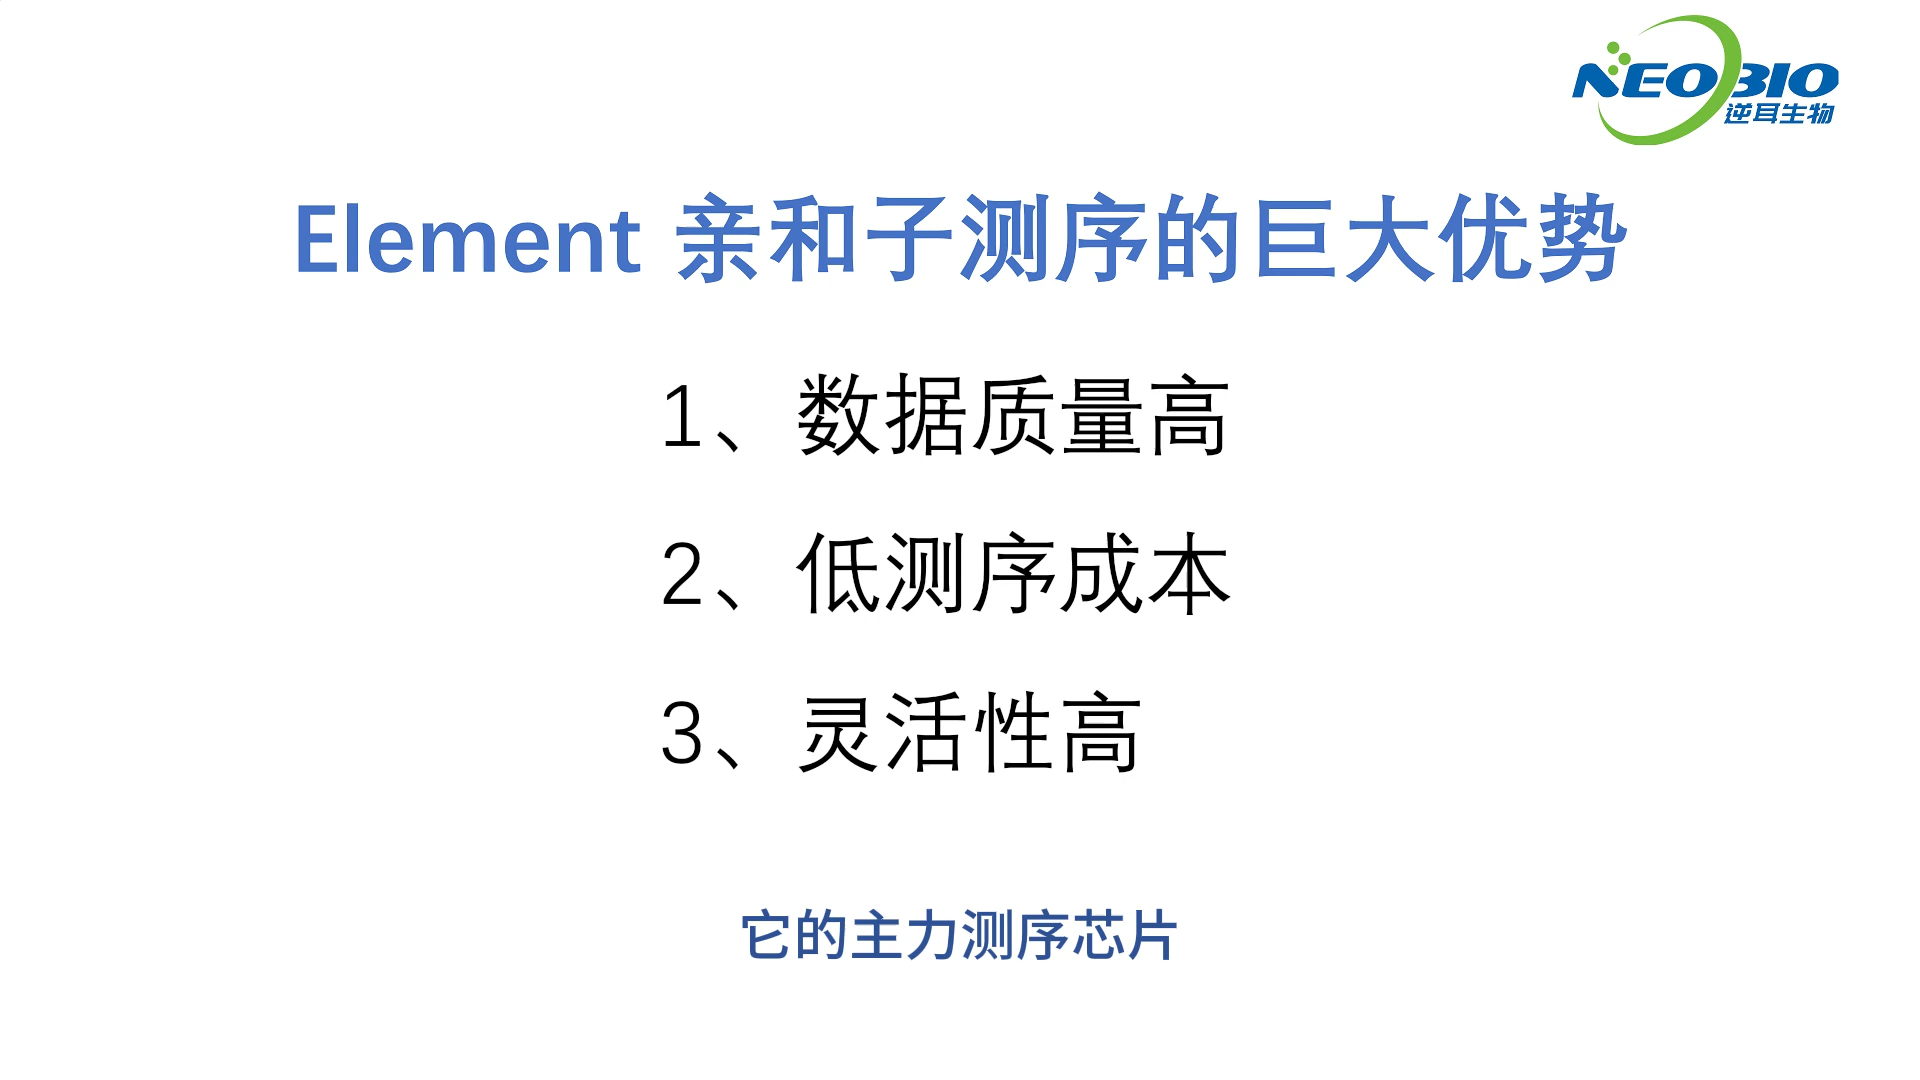 NEOBIO
逆耳生物
Element 亲和子测序的巨大优势
1、数据质量高
2、低测序成本
3、灵活性高
它的主力测序芯片